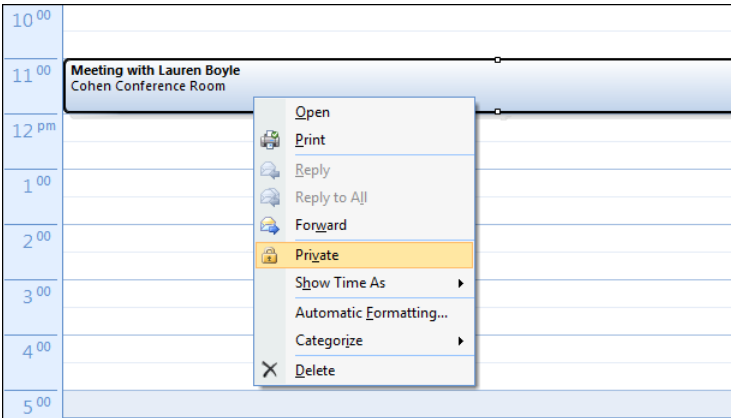 10 00
11 00
Meeting with Lauren Boyle
Cohen Conference Room
Open
12 pm
Print
Reply
1 00
Reply to All
Forward
2 00
Private
Show Time As
3 00
Automatic Formatting...
Categorize
4 00
Delete
5 00